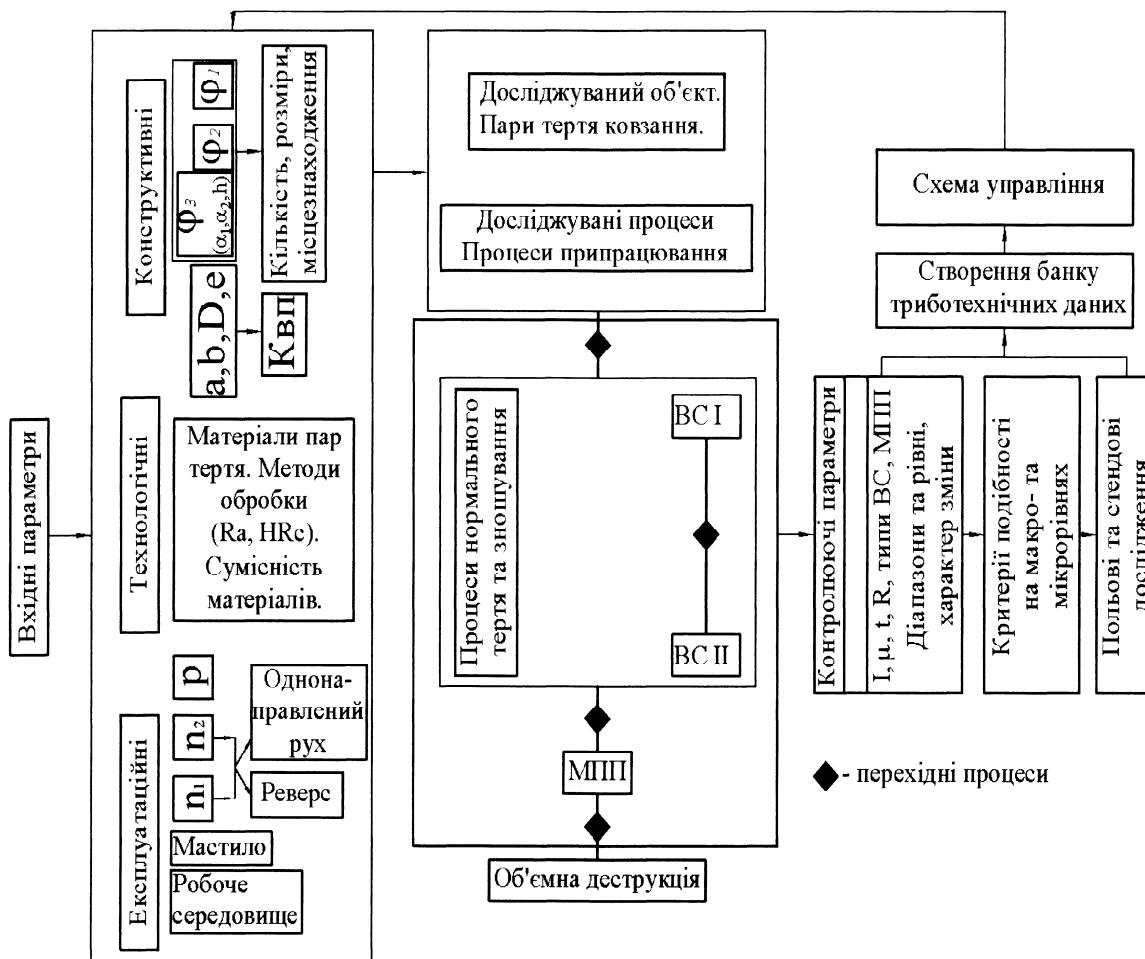 Вхідні параметри
Конструктивні
φ1
φ2
φ3
(α1,α2,h)
Кількість, розміри,
місцезнаходження
a,b,D,e
Квп
Технологічні
Матеріали пар
тертя. Методи
обробки
(Ra, HRc).
Сумісність
матеріалів.
Експлуатаційні
p
n2
n1
Однона-
правлений
рух
Реверс
Мастило
Робоче
середовище
Досліджуваний об'єкт.
Пари тертя ковзання.
Досліджувані процеси
Процеси припрацювання
Процеси нормального
тертя та зношування
ВС I
ВС II
МПП
Об'ємна деструкція
Схема управління
Створення банку
триботехнічних даних
Контролюючі параметри
I, μ, t, R, типи ВС, МПП
Діапазони та рівні,
характер зміни
Критерії подібності
на макро- та
мікрорівнях
Польові та стендові
дослідження
- перехідні процеси